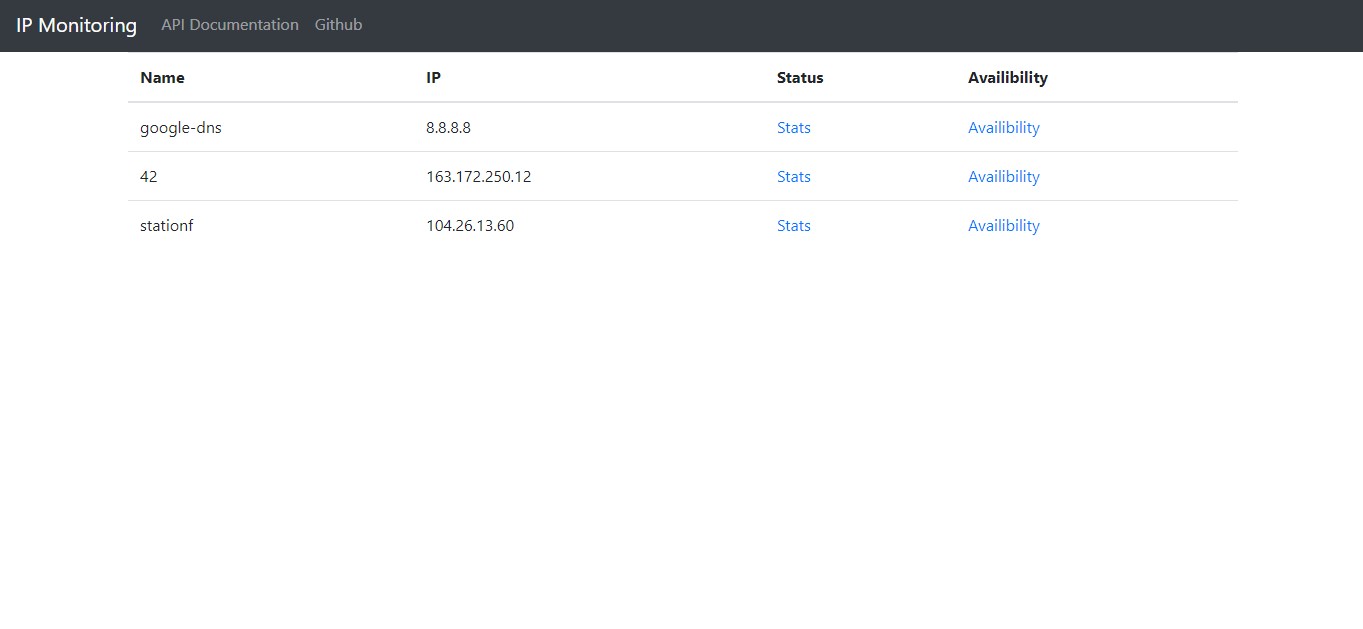 IP Monitoring API Documentation Github
Name IP Status Availibility
google-dns 8.8.8.8 Stats Availibility
42 163.172.250.12 Stats Availibility
stationf 104.26.13.60 Stats Availibility